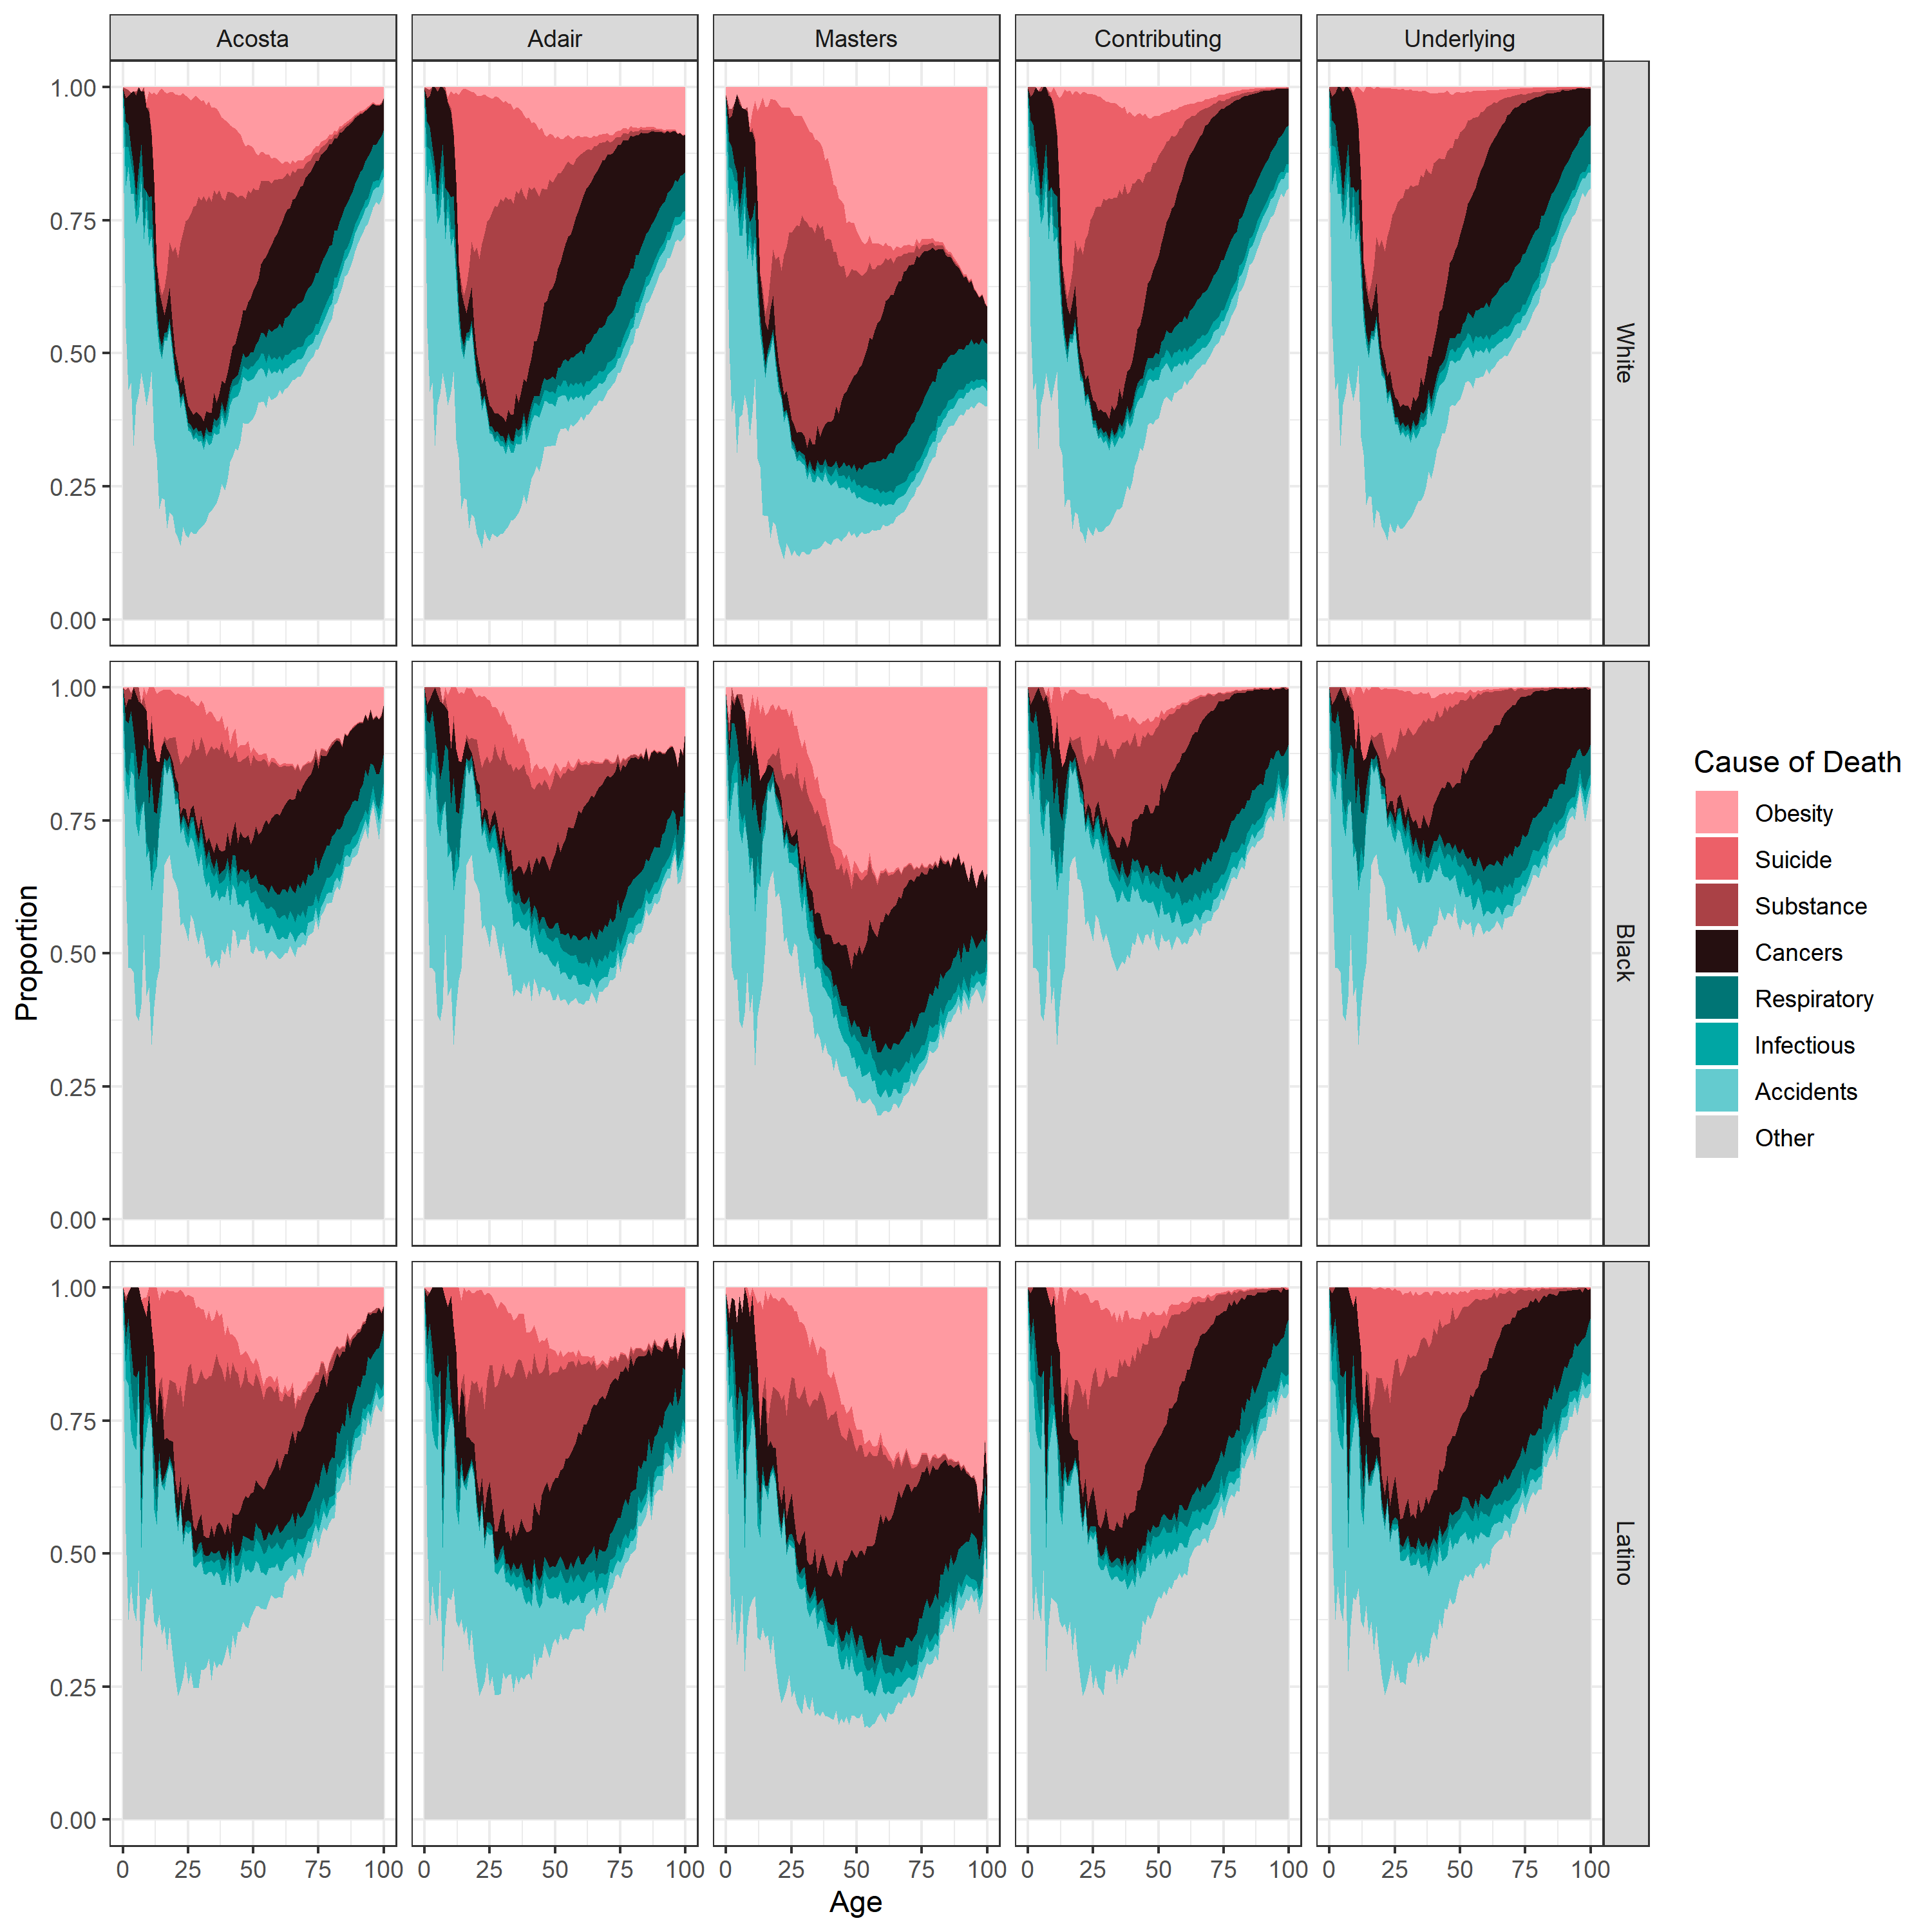 Acosta Adair Masters Contributing Underlying
1.00
0.75
0.50
0.25
0.00
White
1.00
0.75
0.50
0.25
0.00
Black
1.00
0.75
0.50
0.25
0.00
Latino
0 25 50 75 100 0 25 50 75 100 0 25 50 75 100 0 25 50 75 100 0 25 50 75 100
Age
Proportion
Cause of Death
Obesity
Suicide
Substance
Cancers
Respiratory
Infectious
Accidents
Other